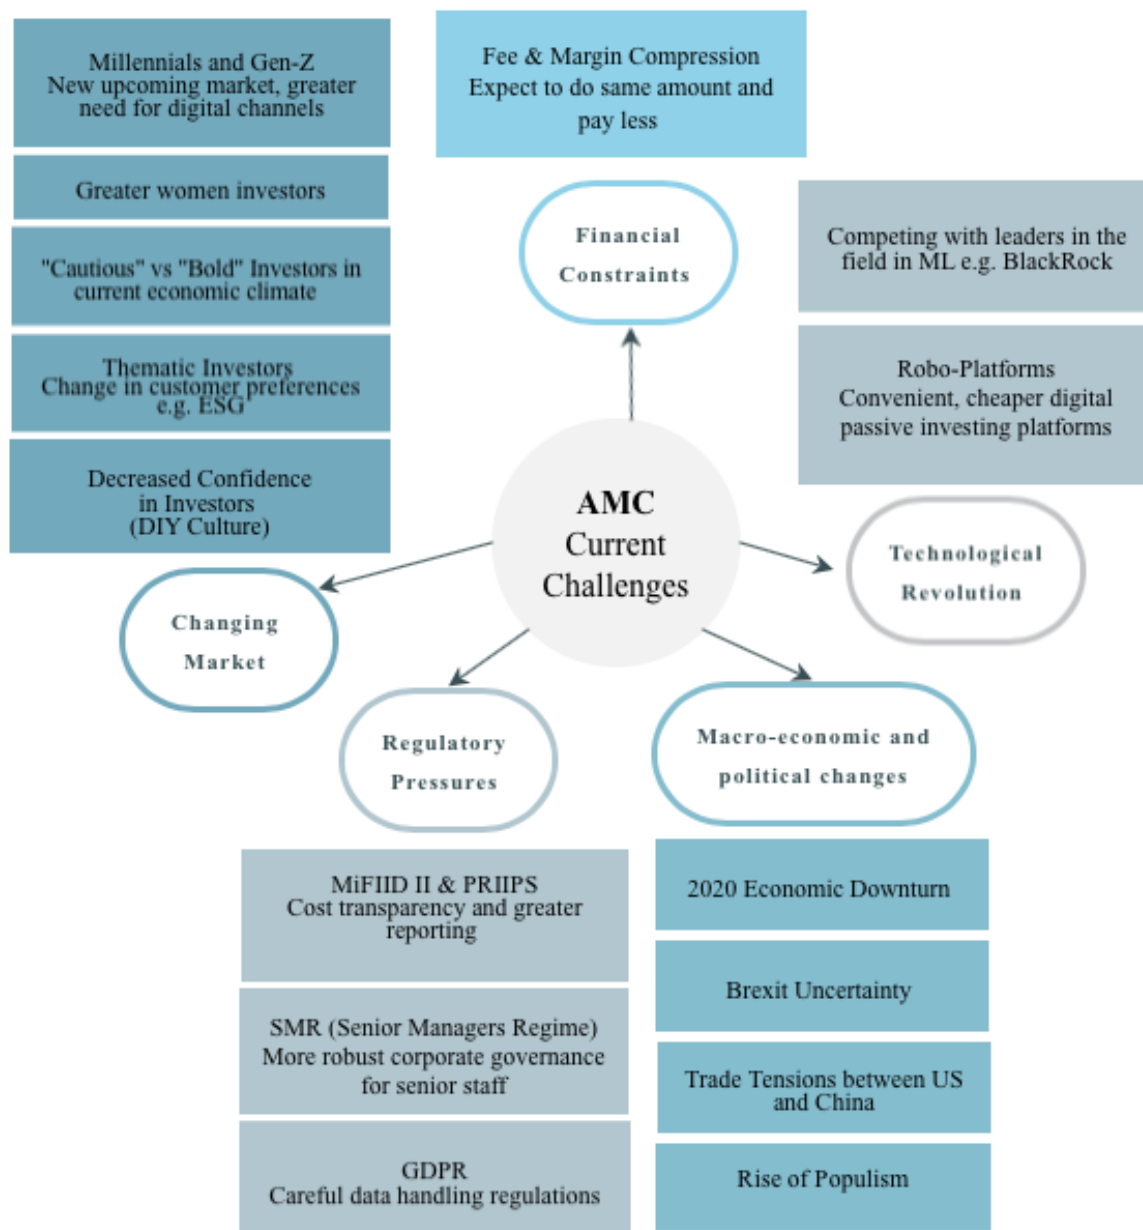 Millennials and Gen-Z
New upcoming market, greater
need for digital channels
Greater women investors
"Cautious" vs "Bold" Investors in
current economic climate
Thematic Investors
Change in customer preferences
e.g. ESG
Decreased Confidence
in Investors
(DIY Culture)
Changing
Market
Fee & Margin Compression
Expect to do same amount and
pay less
Financial
Constraints
Competing with leaders in the
field in ML e.g. BlackRock
Robo-Platforms
Convenient, cheaper digital
passive investing platforms
Technological
Revolution
AMC
Current
Challenges
Regulatory
Pressures
MiFIID II & PRIIPS
Cost transparency and greater
reporting
SMR (Senior Managers Regime)
More robust corporate governance
for senior staff
GDPR
Careful data handling regulations
Macro-economic and
political changes
2020 Economic Downturn
Brexit Uncertainty
Trade Tensions between US
and China
Rise of Populism